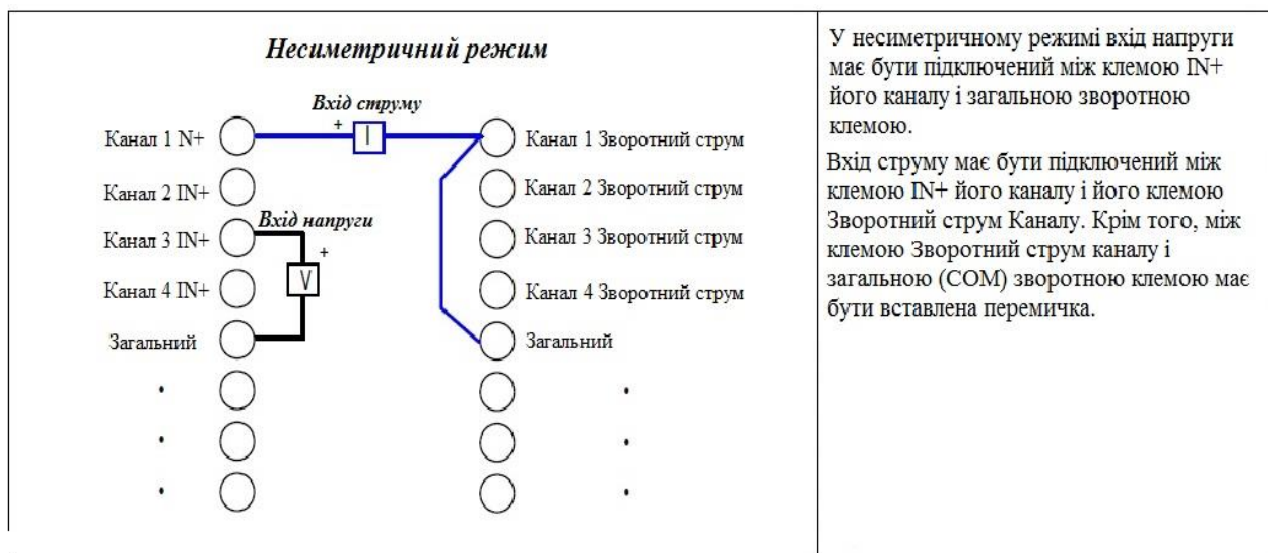 Несиметричний режим
Вхід струму
+
Канал 1 N+
I
Канал 1 Зворотний струм
Канал 2 IN+
Канал 2 Зворотний струм
Вхід напруги
Канал 3 IN+
+
Канал 3 Зворотний струм
V
Канал 4 IN+
Канал 4 Зворотний струм
Загальний
Загальний
У несиметричному режимі вхід напруги
має бути підключений між клемою IN+
його каналу і загальною зворотною
клемою.
Вхід струму має бути підключений між
клемою IN+ його каналу і його клемою
Зворотний струм Каналу. Крім того, між
клемою Зворотний струм каналу і
загальною (COM) зворотною клемою має
бути вставлена перемичка.